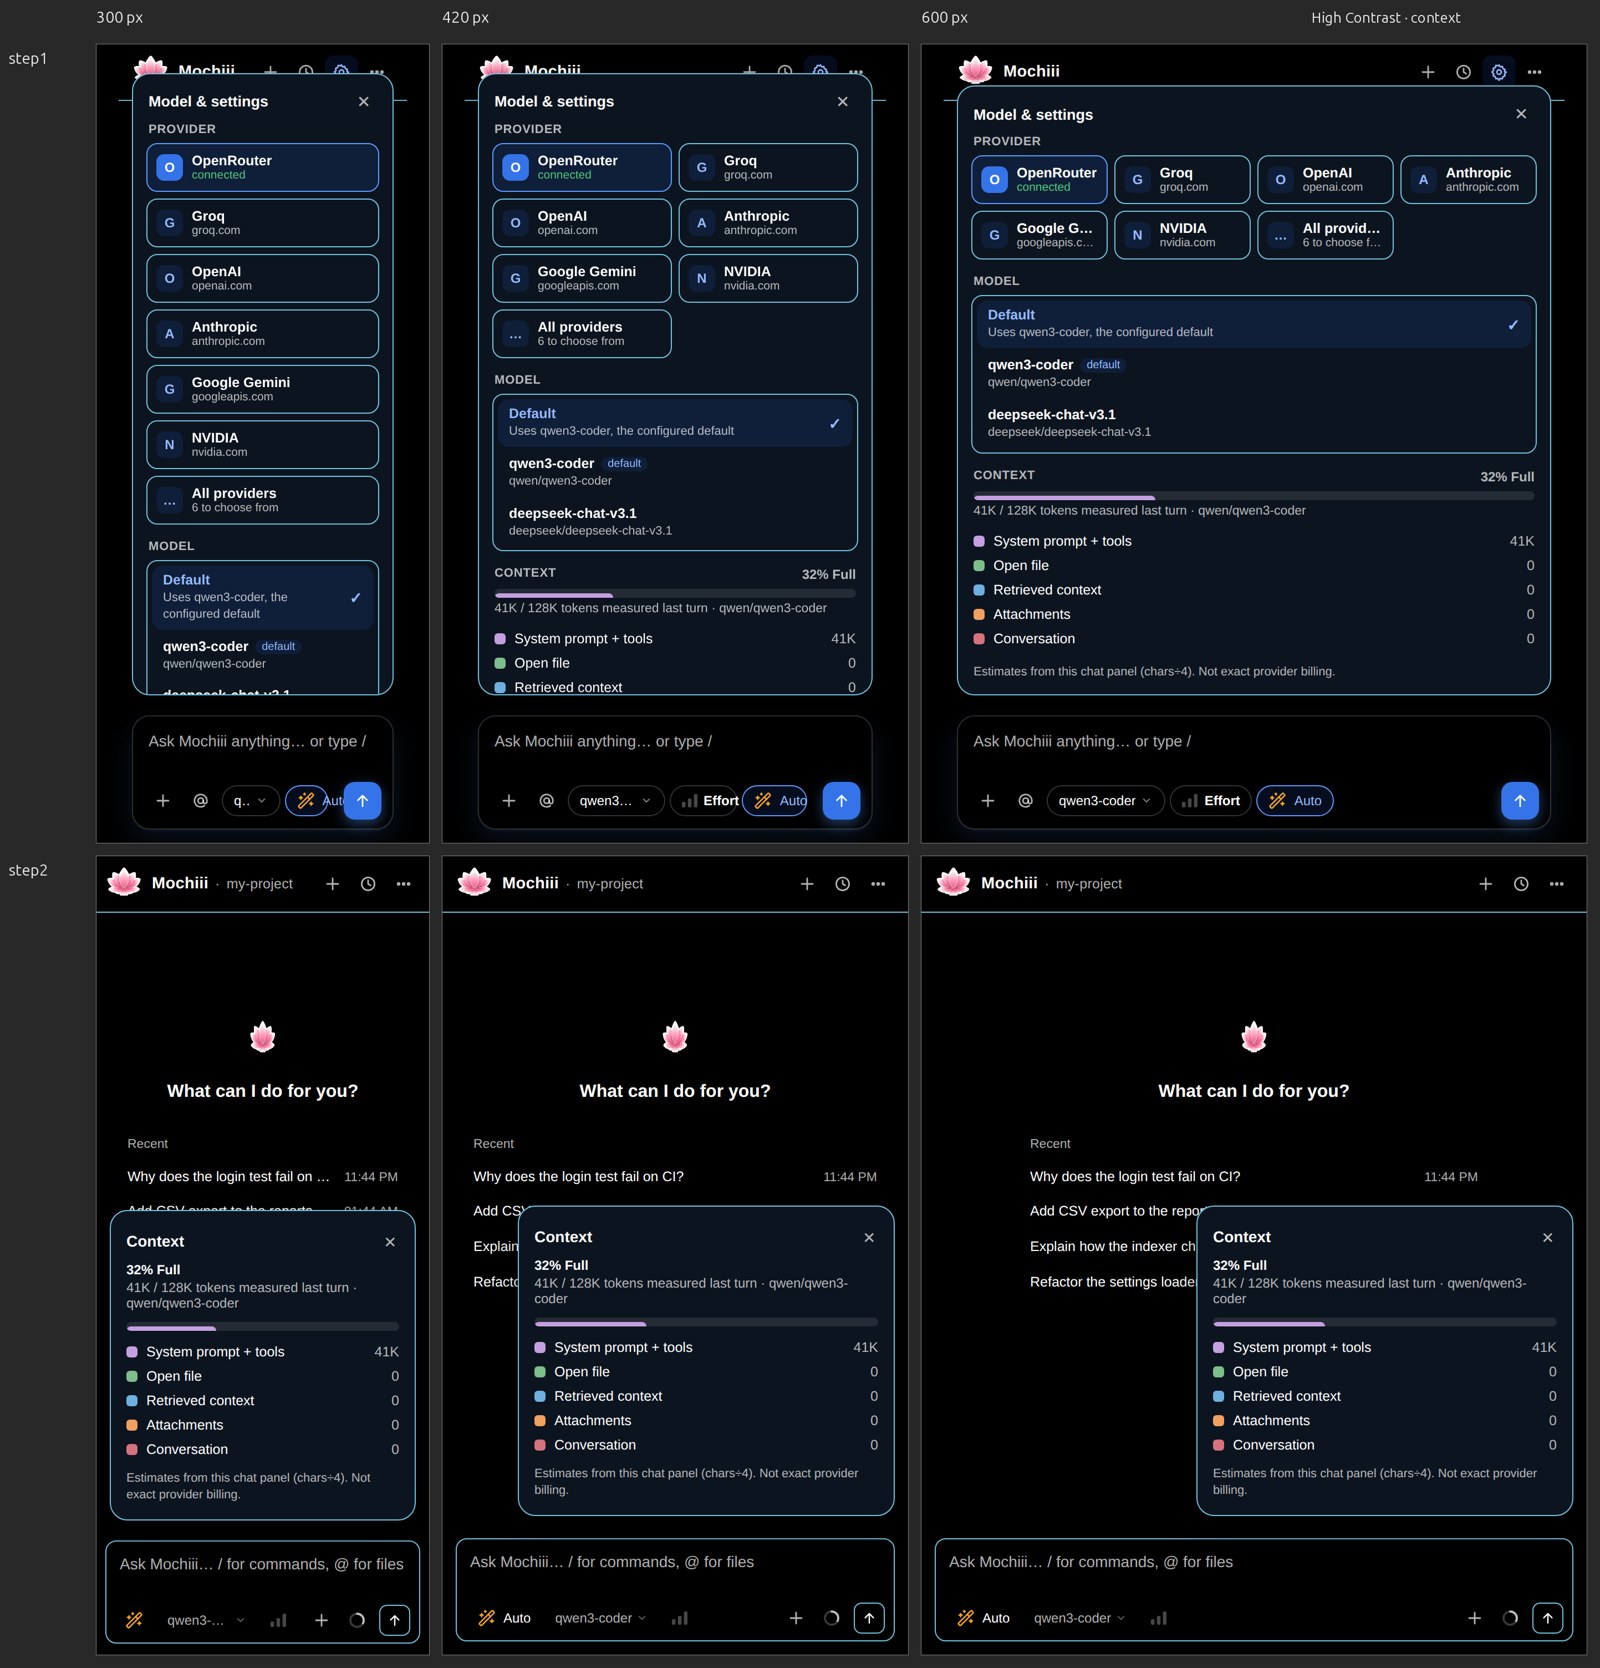 300 px
420 px
600 px
High Contrast · context
step1
Mochiii
Model & settings
PROVIDER
O OpenRouter
connected
G Groq
groq.com
O OpenAI
openai.com
A Anthropic
anthropic.com
G Google Gemini
googleapis.com
N NVIDIA
nvidia.com
... All providers
6 to choose from
MODEL
Default
Uses qwen3-coder, the
configured default
qwen3-coder default
qwen/qwen3-coder
deepseek-chat-v3.1
Ask Mochiii anything… or type /
q…
Auto
Mochiii
Model & settings
PROVIDER
O OpenRouter
connected
G Groq
groq.com
O OpenAI
openai.com
A Anthropic
anthropic.com
G Google Gemini
googleapis.com
N NVIDIA
nvidia.com
... All providers
6 to choose from
MODEL
Default
Uses qwen3-coder, the configured default
qwen3-coder default
qwen/qwen3-coder
deepseek-chat-v3.1
deepseek/deepseek-chat-v3.1
CONTEXT 32% Full
41K / 128K tokens measured last turn · qwen/qwen3-coder
System prompt + tools 41K
Open file 0
Retrieved context 0
Ask Mochiii anything… or type /
qwen3… Effort Auto
Mochiii
Model & settings
PROVIDER
O OpenRouter
connected
G Groq
groq.com
O OpenAI
openai.com
A Anthropic
anthropic.com
G Google G…
googleapis.c…
N NVIDIA
nvidia.com
... All provid…
6 to choose f…
MODEL
Default
Uses qwen3-coder, the configured default
qwen3-coder default
qwen/qwen3-coder
deepseek-chat-v3.1
deepseek/deepseek-chat-v3.1
CONTEXT 32% Full
41K / 128K tokens measured last turn · qwen/qwen3-coder
System prompt + tools 41K
Open file 0
Retrieved context 0
Attachments 0
Conversation 0
Estimates from this chat panel (chars÷4). Not exact provider billing.
Ask Mochiii anything… or type /
qwen3-coder Effort Auto
step2
Mochiii · my-project
What can I do for you?
Recent
Why does the login test fail on … 11:44 PM
Add CSV export to the reports 01:44 AM
Context
32% Full
41K / 128K tokens measured last turn ·
qwen/qwen3-coder
System prompt + tools 41K
Open file 0
Retrieved context 0
Attachments 0
Conversation 0
Estimates from this chat panel (chars÷4). Not
exact provider billing.
Ask Mochiii… / for commands, @ for files
qwen3-…
Mochiii · my-project
What can I do for you?
Recent
Why does the login test fail on CI? 11:44 PM
Add CSV
Explain
Refacto
Context
32% Full
41K / 128K tokens measured last turn · qwen/qwen3-
coder
System prompt + tools 41K
Open file 0
Retrieved context 0
Attachments 0
Conversation 0
Estimates from this chat panel (chars÷4). Not exact provider
billing.
Ask Mochiii… / for commands, @ for files
Auto qwen3-coder
Mochiii · my-project
What can I do for you?
Recent
Why does the login test fail on CI? 11:44 PM
Add CSV export to the repor
Explain how the indexer ch
Refactor the settings loade
Context
32% Full
41K / 128K tokens measured last turn · qwen/qwen3-
coder
System prompt + tools 41K
Open file 0
Retrieved context 0
Attachments 0
Conversation 0
Estimates from this chat panel (chars÷4). Not exact provider
billing.
Ask Mochiii… / for commands, @ for files
Auto qwen3-coder